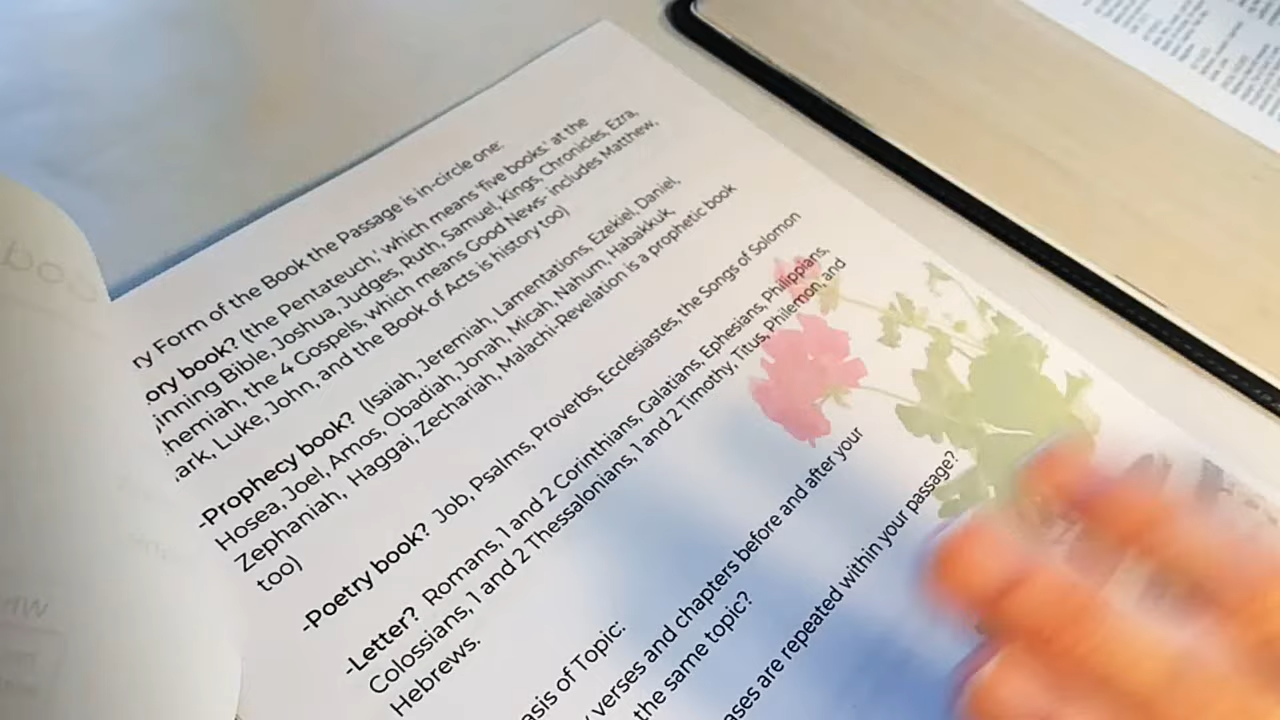 ry Form of the Book the Passage is in-circle one:
ory book? (the Pentateuch,' which means 'five books,' at the
inning Bible, Joshua, Judges, Ruth, Samuel, Kings, Chronicles, Ezra,
hemiah, the 4 Gospels, which means Good News- includes Matthew,
ark, Luke, John, and the Book of Acts is history too)
-Prophecy book? (Isaiah, Jeremiah, Lamentations, Ezekiel, Daniel,
Hosea, Joel, Amos, Obadiah, Jonah, Micah, Nahum, Habakkuk,
Zephaniah, Haggai, Zechariah, Malachi-Revelation is a prophetic book
too)
-Poetry book? Job, Psalms, Proverbs, Ecclesiastes, the Songs of Solomon
-Letter? Romans, 1 and 2 Corinthians, Galatians, Ephesians, Philippians,
Colossians, 1 and 2 Thessalonians, 1 and 2 Timothy, Titus, Philemon, and
Hebrews.
asis of Topic:
y verses and chapters before and after your
the same topic?
ases are repeated within your passage?